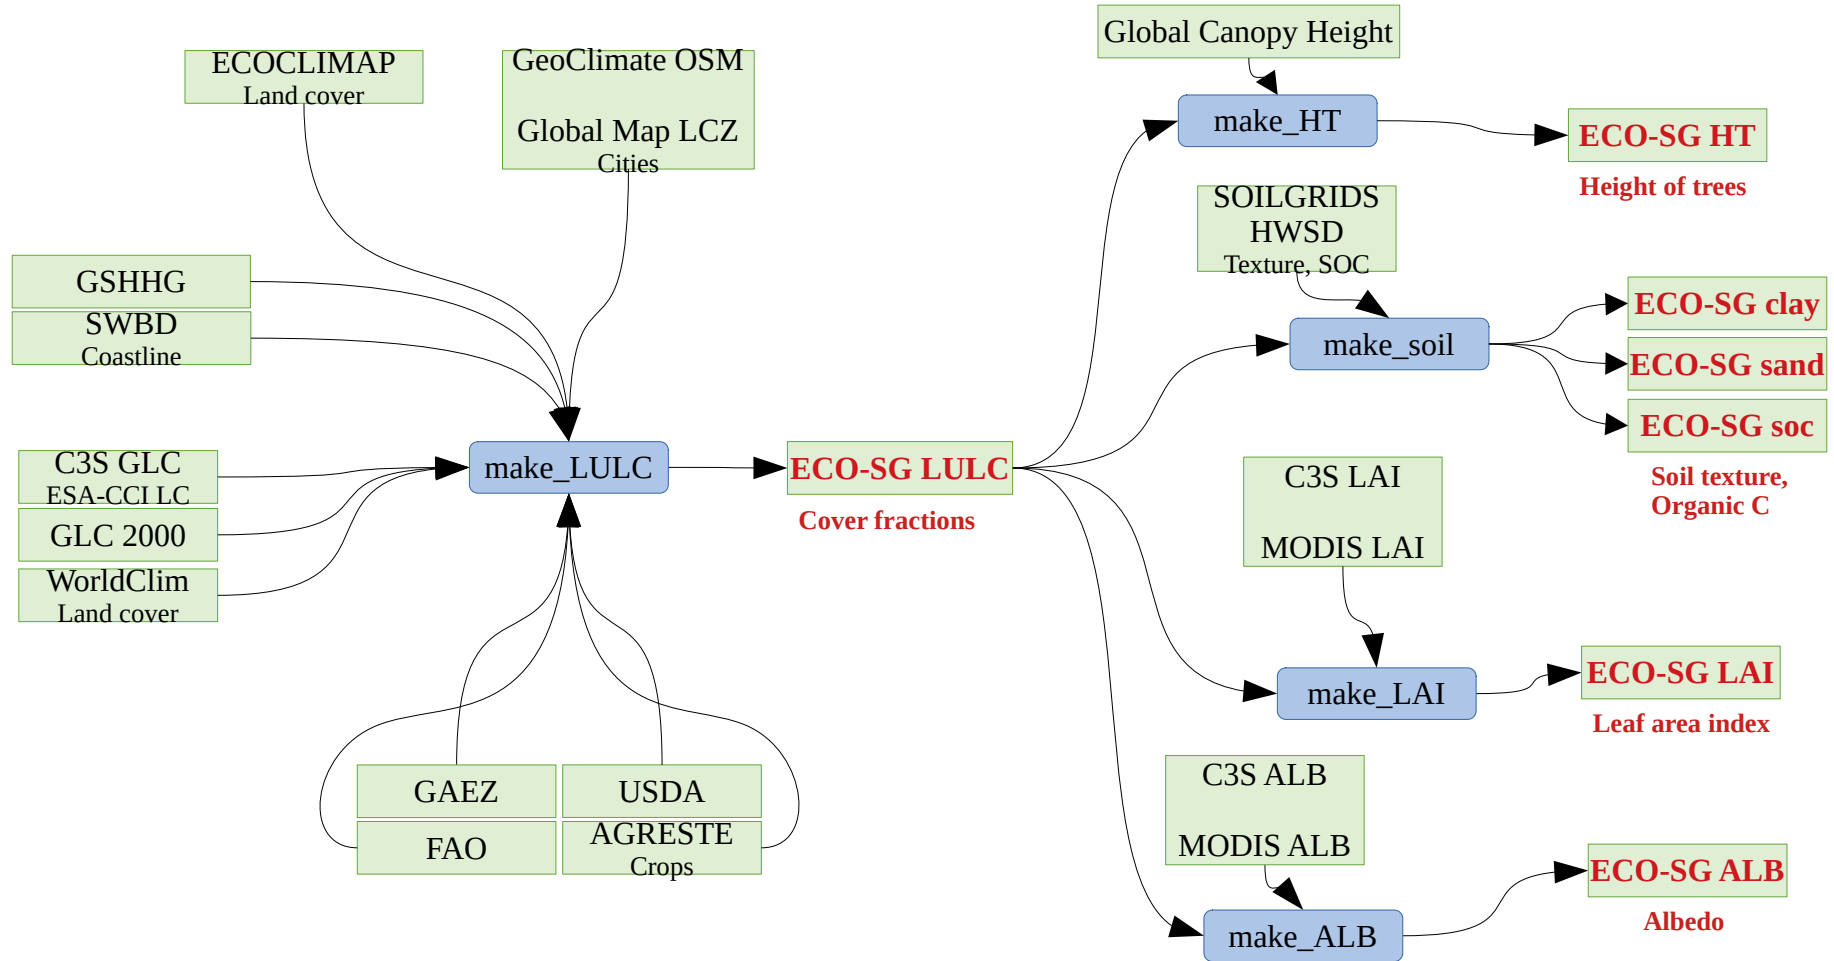 Global Canopy Height
ECOCLIMAP
Land cover
GeoClimate OSM
Global Map LCZ
Cities
make_HT
ECO-SG HT
Height of trees
SOILGRIDS
HWSD
Texture, SOC
GSHHG
SWBD
Coastline
make_soil
ECO-SG clay
ECO-SG sand
ECO-SG soc
Soil texture,
Organic C
C3S GLC
ESA-CCI LC
GLC 2000
WorldClim
Land cover
make_LULC
ECO-SG LULC
Cover fractions
C3S LAI
MODIS LAI
make_LAI
ECO-SG LAI
Leaf area index
GAEZ
USDA
FAO
AGRESTE
Crops
C3S ALB
MODIS ALB
make_ALB
ECO-SG ALB
Albedo